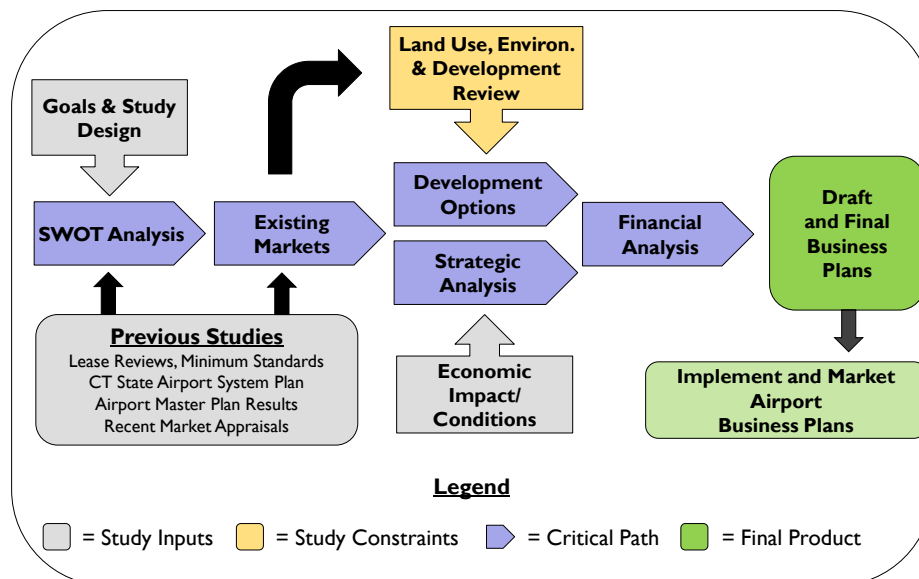 Goals & Study
Design
Land Use, Environ.
& Development
Review
SWOT Analysis
Existing
Markets
Development
Options
Strategic
Analysis
Financial
Analysis
Draft
and Final
Business
Plans
Previous Studies
Lease Reviews, Minimum Standards
CT State Airport System Plan
Airport Master Plan Results
Recent Market Appraisals
Economic
Impact/
Conditions
Implement and Market
Airport
Business Plans
Legend
= Study Inputs
= Study Constraints
= Critical Path
= Final Product